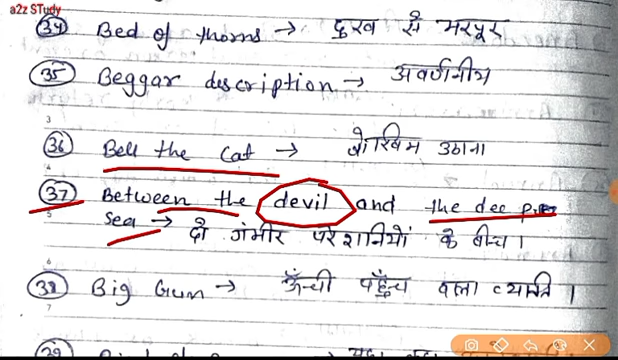 a2z STudy
34 Bed of thorns → दुख से भरपूर
35 Beggar description → अवर्णनीय
36 Bell the Cat → जोखिम उठाना
37 Between the devil and the deep
Sea → दो गंभीर परेशानियों के बीच।
38 Big Gun → ऊँची पहुँच वाला व्यक्ति।
39